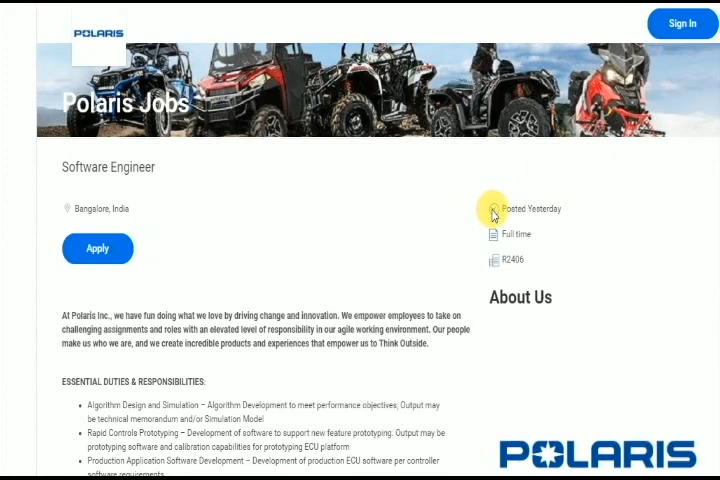 POLARIS
Sign In
Polaris Jobs
Software Engineer
Bangalore, India
Posted Yesterday
Apply
Full time
R2406
About Us
At Polaris Inc., we have fun doing what we love by driving change and innovation. We empower employees to take on
challenging assignments and roles with an elevated level of responsibility in our agile working environment. Our people
make us who we are, and we create incredible products and experiences that empower us to Think Outside.
ESSENTIAL DUTIES & RESPONSIBILITIES:
• Algorithm Design and Simulation – Algorithm Development to meet performance objectives; Output may
be technical memorandum and/or Simulation Model
• Rapid Controls Prototyping – Development of software to support new feature prototyping. Output may be
prototyping software and calibration capabilities for prototyping ECU platform
• Production Application Software Development – Development of production ECU software per controller
software requirements
POLARIS